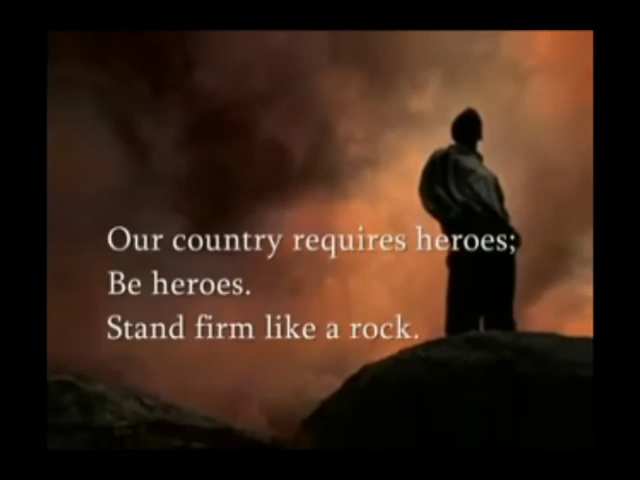 Our country requires heroes;
Be heroes.
Stand firm like a rock.